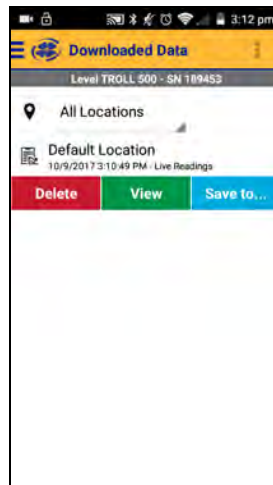 3:12 pm
Downloaded Data
Level TROLL 500 - SN 189453
All Locations
Default Location
10/9/2017 3:10:49 PM - Live Readings
Delete View Save to...